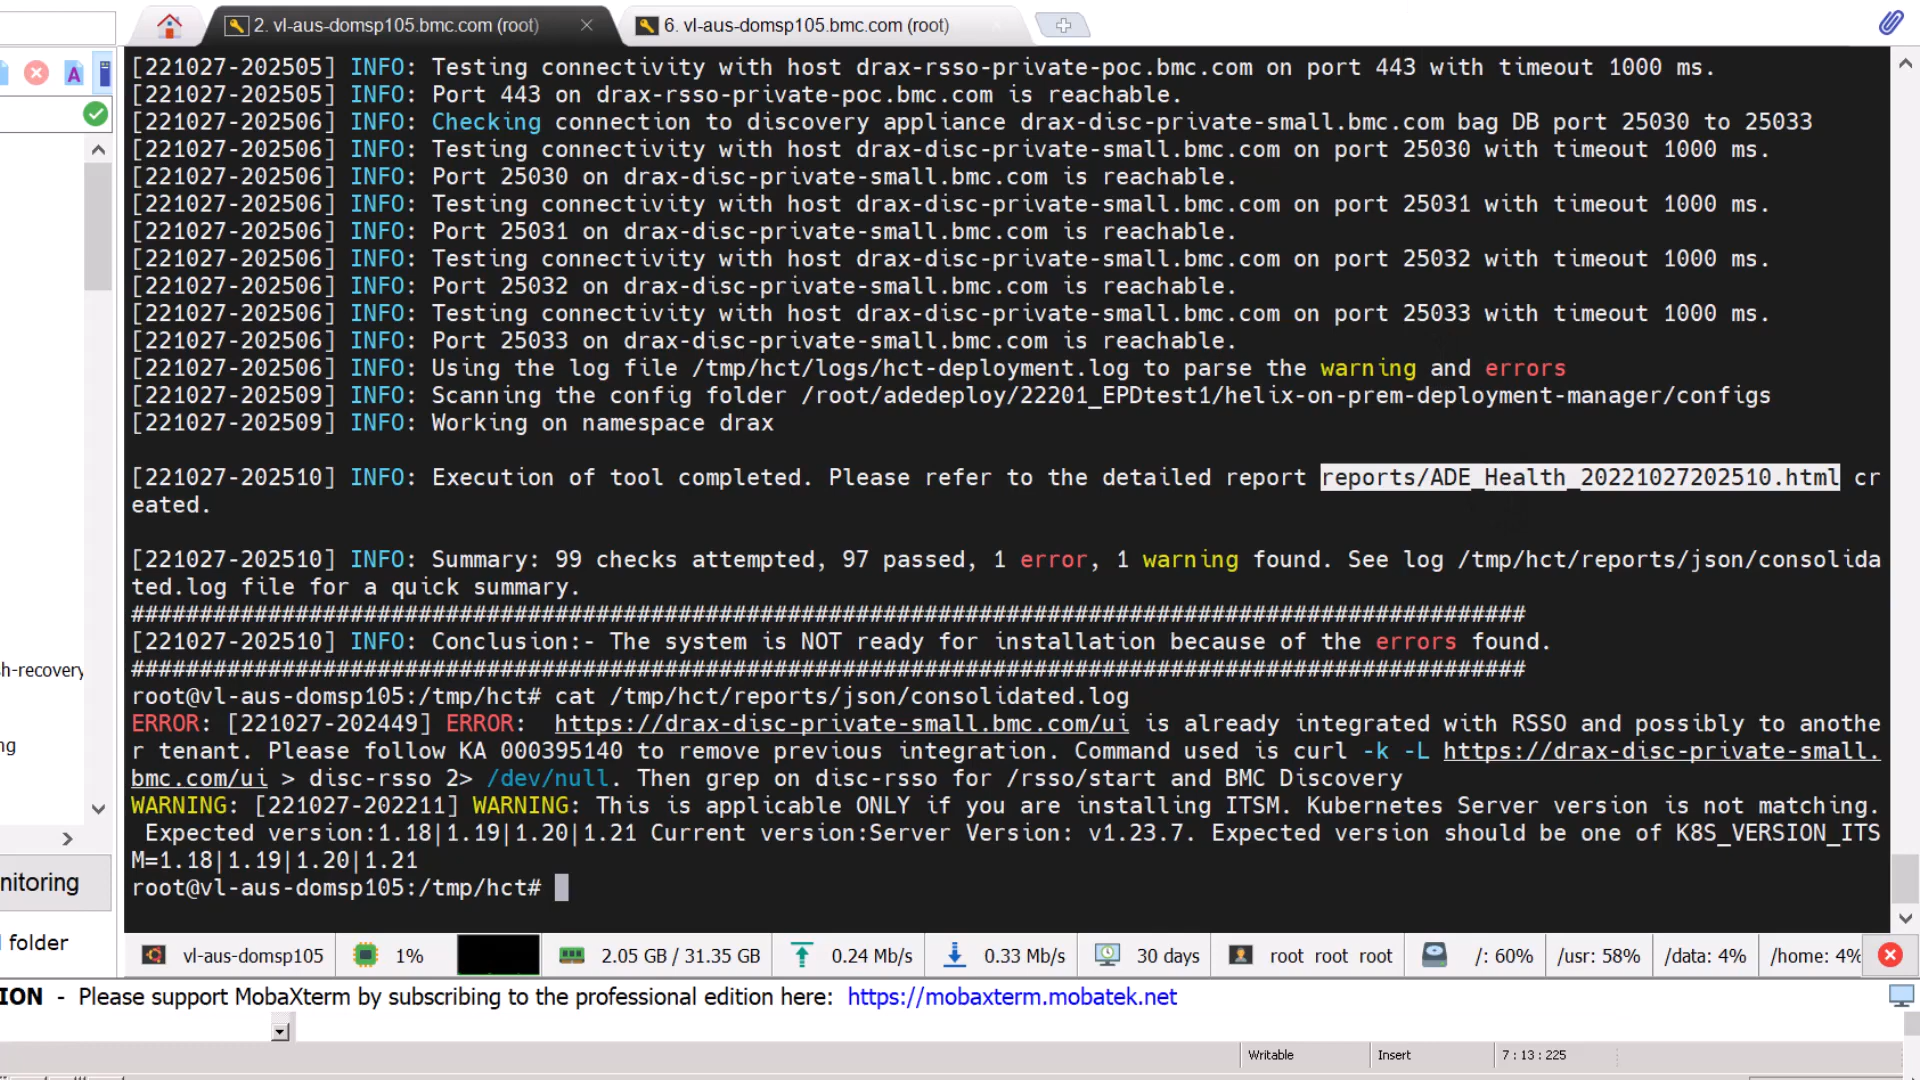 2. vl-aus-domsp105.bmc.com (root)
6. vl-aus-domsp105.bmc.com (root)
[221027-202505] INFO: Testing connectivity with host drax-rsso-private-poc.bmc.com on port 443 with timeout 1000 ms.
[221027-202505] INFO: Port 443 on drax-rsso-private-poc.bmc.com is reachable.
[221027-202506] INFO: Checking connection to discovery appliance drax-disc-private-small.bmc.com bag DB port 25030 to 25033
[221027-202506] INFO: Testing connectivity with host drax-disc-private-small.bmc.com on port 25030 with timeout 1000 ms.
[221027-202506] INFO: Port 25030 on drax-disc-private-small.bmc.com is reachable.
[221027-202506] INFO: Testing connectivity with host drax-disc-private-small.bmc.com on port 25031 with timeout 1000 ms.
[221027-202506] INFO: Port 25031 on drax-disc-private-small.bmc.com is reachable.
[221027-202506] INFO: Testing connectivity with host drax-disc-private-small.bmc.com on port 25032 with timeout 1000 ms.
[221027-202506] INFO: Port 25032 on drax-disc-private-small.bmc.com is reachable.
[221027-202506] INFO: Testing connectivity with host drax-disc-private-small.bmc.com on port 25033 with timeout 1000 ms.
[221027-202506] INFO: Port 25033 on drax-disc-private-small.bmc.com is reachable.
[221027-202506] INFO: Using the log file /tmp/hct/logs/hct-deployment.log to parse the warning and errors
[221027-202509] INFO: Scanning the config folder /root/adedeploy/22201_EPDtest1/helix-on-prem-deployment-manager/configs
[221027-202509] INFO: Working on namespace drax
[221027-202510] INFO: Execution of tool completed. Please refer to the detailed report reports/ADE_Health_20221027202510.html cr
eated.
[221027-202510] INFO: Summary: 99 checks attempted, 97 passed, 1 error, 1 warning found. See log /tmp/hct/reports/json/consolida
ted.log file for a quick summary.
#####################################################################################################
[221027-202510] INFO: Conclusion:- The system is NOT ready for installation because of the errors found.
#####################################################################################################
root@vl-aus-domsp105:/tmp/hct# cat /tmp/hct/reports/json/consolidated.log
ERROR: [221027-202449] ERROR:  https://drax-disc-private-small.bmc.com/ui is already integrated with RSSO and possibly to anothe
r tenant. Please follow KA 000395140 to remove previous integration. Command used is curl -k -L https://drax-disc-private-small.
bmc.com/ui > disc-rsso 2> /dev/null. Then grep on disc-rsso for /rsso/start and BMC Discovery
WARNING: [221027-202211] WARNING: This is applicable ONLY if you are installing ITSM. Kubernetes Server version is not matching.
Expected version:1.18|1.19|1.20|1.21 Current version:Server Version: v1.23.7. Expected version should be one of K8S_VERSION_ITS
M=1.18|1.19|1.20|1.21
root@vl-aus-domsp105:/tmp/hct#
h-recovery
ng
nitoring
folder
vl-aus-domsp105 1% 2.05 GB / 31.35 GB 0.24 Mb/s 0.33 Mb/s 30 days root root root /: 60% /usr: 58% /data: 4% /home: 4%
ION - Please support MobaXterm by subscribing to the professional edition here: https://mobaxterm.mobatek.net
Writable Insert 7 : 13 : 225